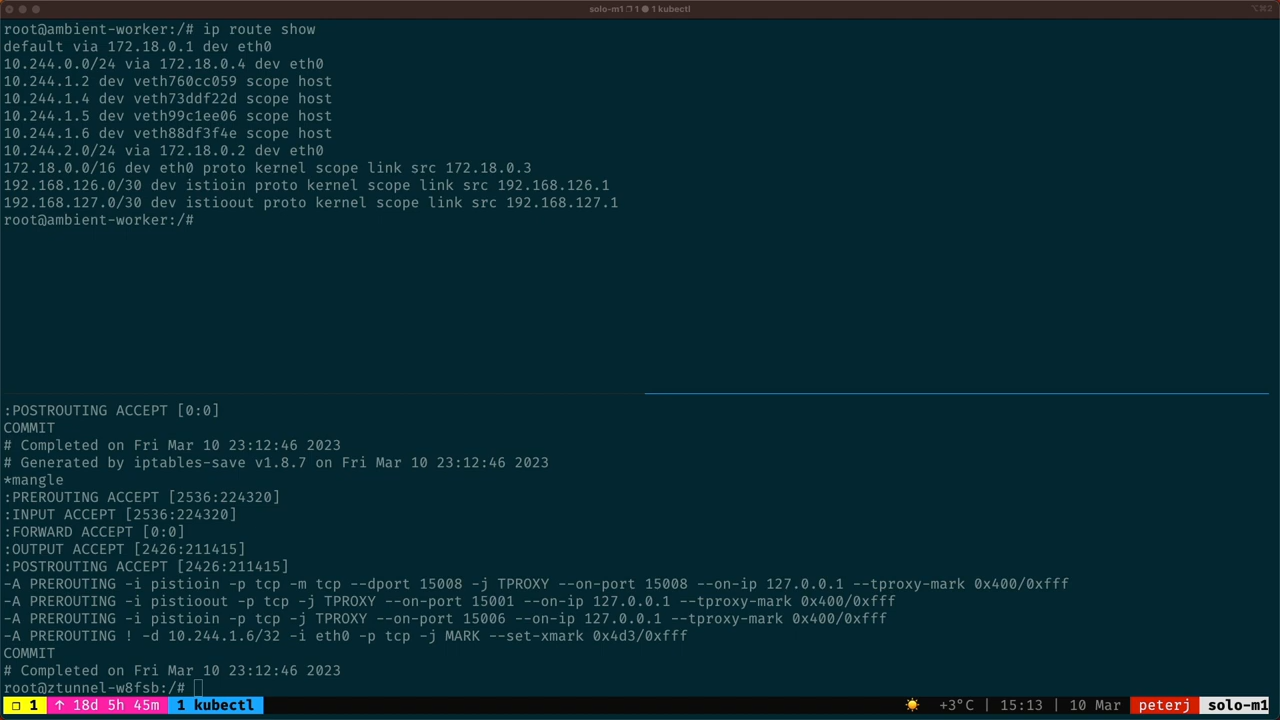 solo-m1 ❐ 1 ● 1 kubectl
⌥⌘2
root@ambient-worker:/# ip route show
default via 172.18.0.1 dev eth0
10.244.0.0/24 via 172.18.0.4 dev eth0
10.244.1.2 dev veth760cc059 scope host
10.244.1.4 dev veth73ddf22d scope host
10.244.1.5 dev veth99c1ee06 scope host
10.244.1.6 dev veth88df3f4e scope host
10.244.2.0/24 via 172.18.0.2 dev eth0
172.18.0.0/16 dev eth0 proto kernel scope link src 172.18.0.3
192.168.126.0/30 dev istioin proto kernel scope link src 192.168.126.1
192.168.127.0/30 dev istioout proto kernel scope link src 192.168.127.1
root@ambient-worker:/#
:POSTROUTING ACCEPT [0:0]
COMMIT
# Completed on Fri Mar 10 23:12:46 2023
# Generated by iptables-save v1.8.7 on Fri Mar 10 23:12:46 2023
*mangle
:PREROUTING ACCEPT [2536:224320]
:INPUT ACCEPT [2536:224320]
:FORWARD ACCEPT [0:0]
:OUTPUT ACCEPT [2426:211415]
:POSTROUTING ACCEPT [2426:211415]
-A PREROUTING -i pistioin -p tcp -m tcp --dport 15008 -j TPROXY --on-port 15008 --on-ip 127.0.0.1 --tproxy-mark 0x400/0xfff
-A PREROUTING -i pistioout -p tcp -j TPROXY --on-port 15001 --on-ip 127.0.0.1 --tproxy-mark 0x400/0xfff
-A PREROUTING -i pistioin -p tcp -j TPROXY --on-port 15006 --on-ip 127.0.0.1 --tproxy-mark 0x400/0xfff
-A PREROUTING ! -d 10.244.1.6/32 -i eth0 -p tcp -j MARK --set-xmark 0x4d3/0xfff
COMMIT
# Completed on Fri Mar 10 23:12:46 2023
root@ztunnel-w8fsb:/#
❐ 1 ↑ 18d 5h 45m 1 kubectl ☀️ +3°C | 15:13 | 10 Mar peterj solo-m1